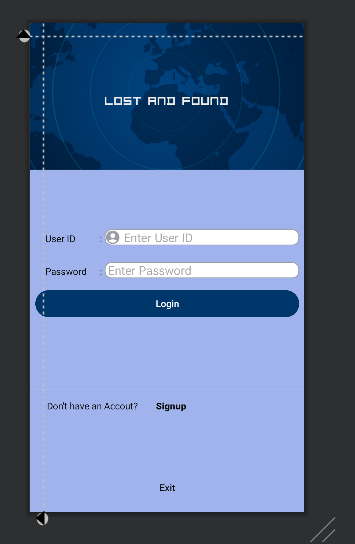 LOST AND FOUND
User ID : Enter User ID
Password : Enter Password
Login
Don't have an Accout? Signup
Exit